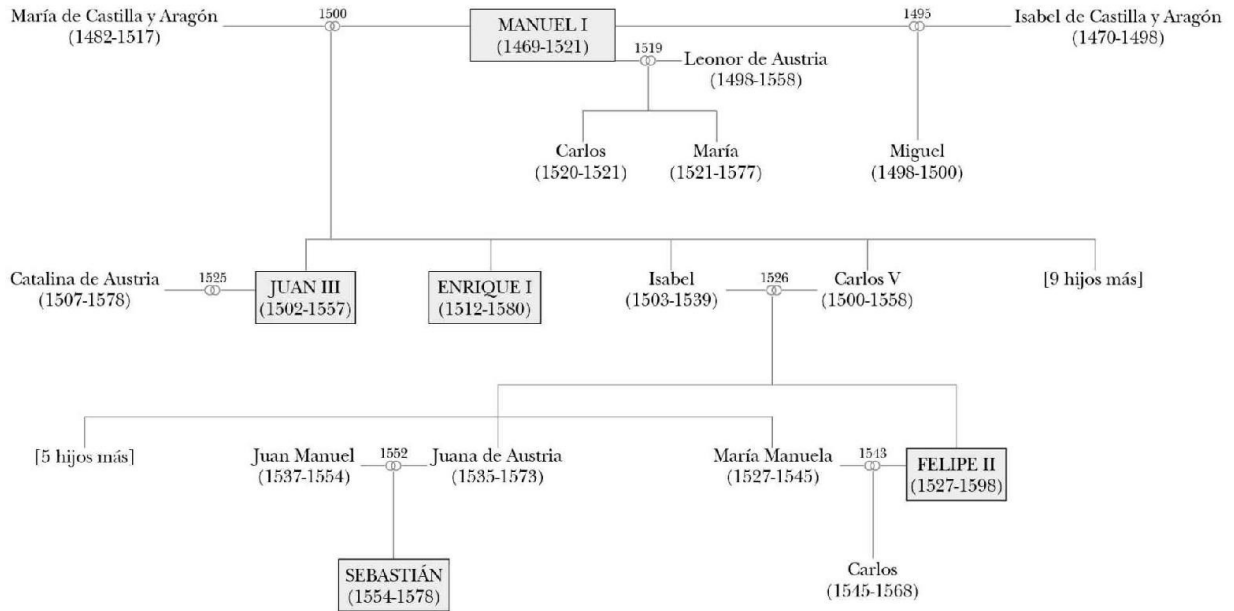 María de Castilla y Aragón
(1482-1517)
1500
MANUEL I
(1469-1521)
1495
Isabel de Castilla y Aragón
(1470-1498)
1519
Leonor de Austria
(1498-1558)
Carlos
(1520-1521)
María
(1521-1577)
Miguel
(1498-1500)
Catalina de Austria
(1507-1578)
1525
JUAN III
(1502-1557)
ENRIQUE I
(1512-1580)
Isabel
(1503-1539)
1526
Carlos V
(1500-1558)
[9 hijos más]
[5 hijos más]
Juan Manuel
(1537-1554)
1552
Juana de Austria
(1535-1573)
María Manuela
(1527-1545)
1543
FELIPE II
(1527-1598)
SEBASTIÁN
(1554-1578)
Carlos
(1545-1568)